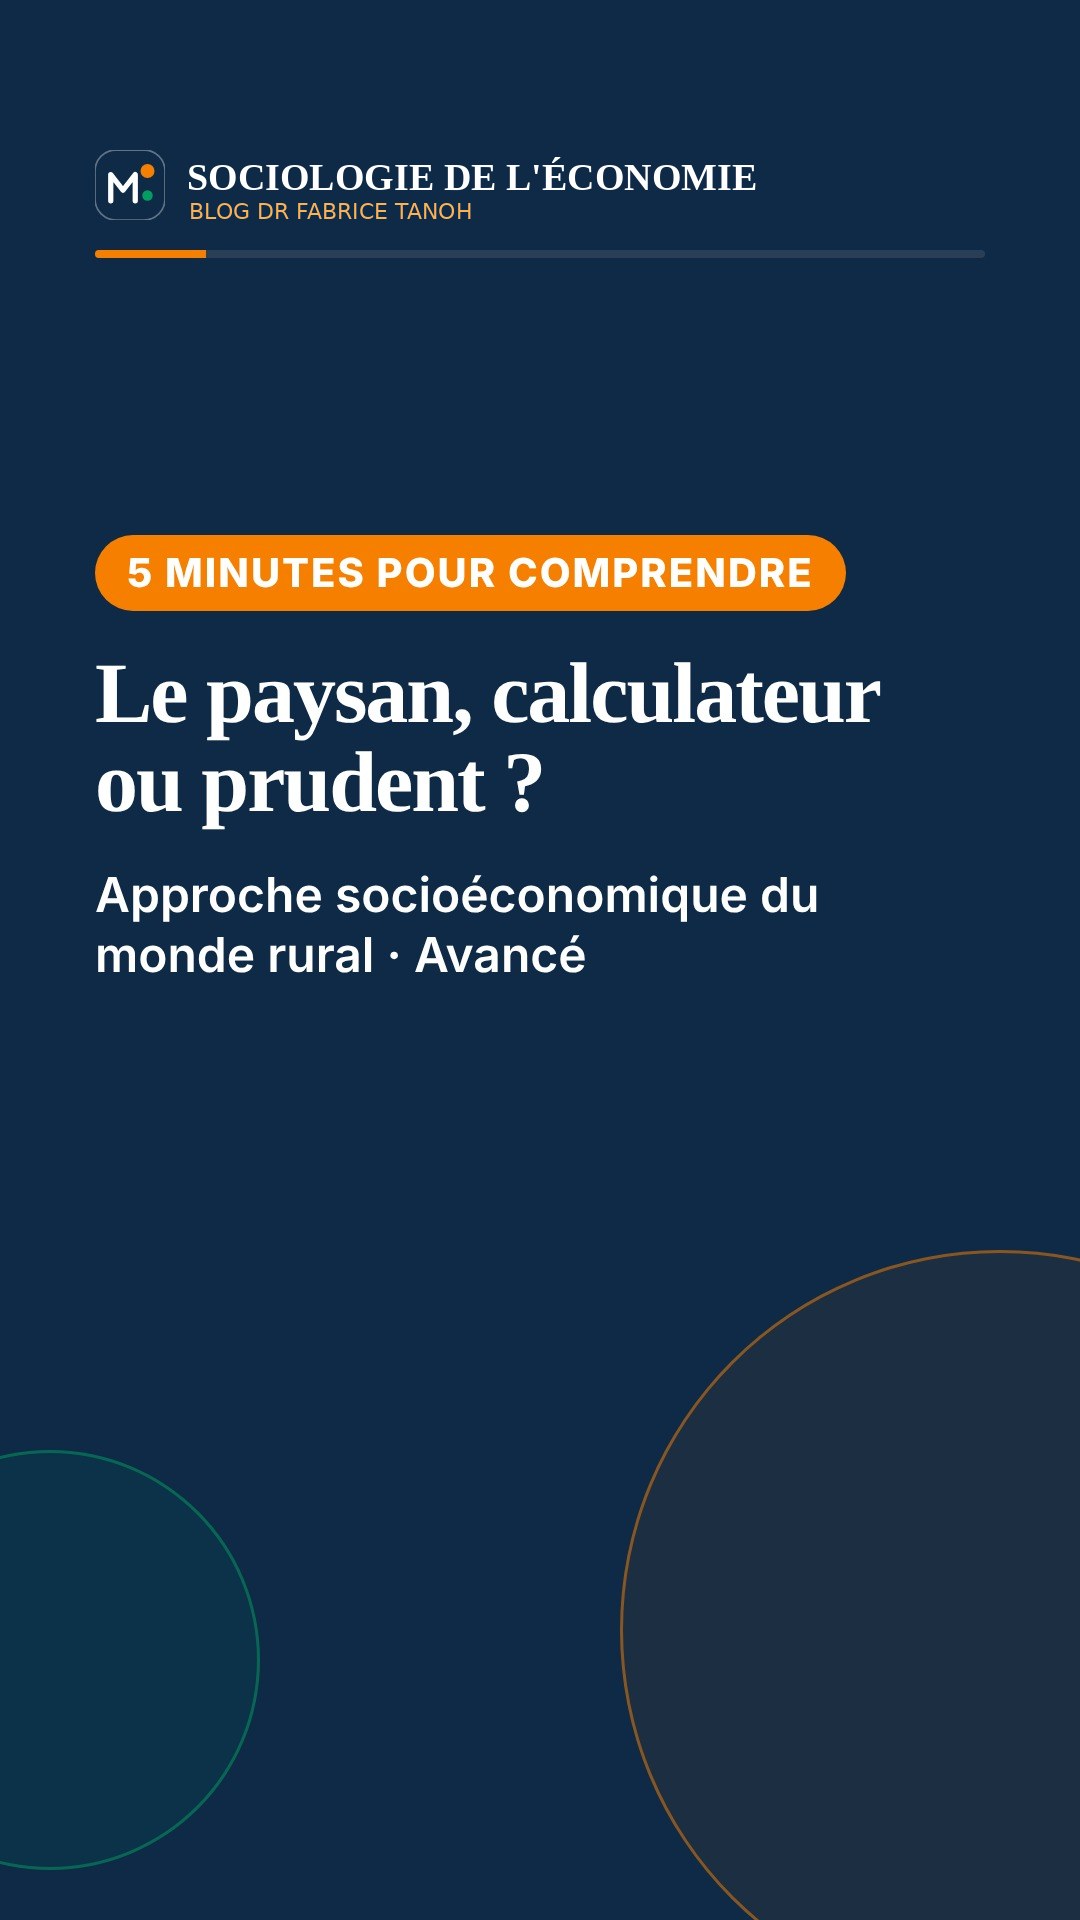 M
SOCIOLOGIE DE L'ÉCONOMIE
BLOG DR FABRICE TANOH
5 MINUTES POUR COMPRENDRE
Le paysan, calculateur
ou prudent ?
Approche socioéconomique du
monde rural · Avancé